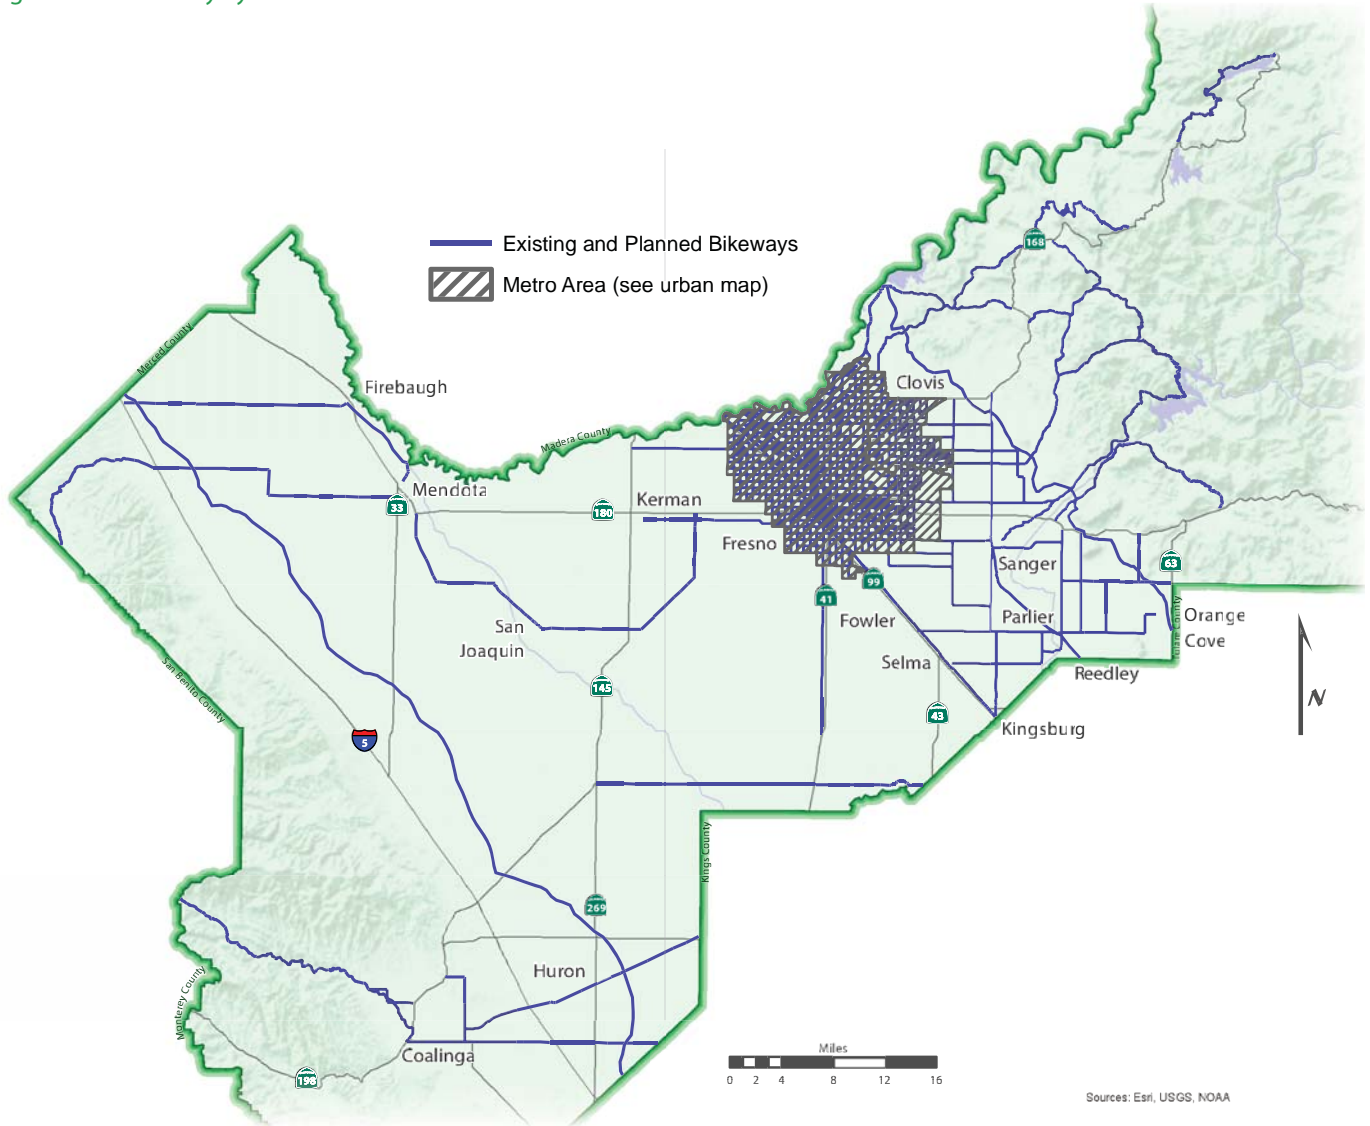 168
Existing and Planned Bikeways
Metro Area (see urban map)
Merced County
Firebaugh
Clovis
Madera County
Mendota
33
180
Kerman
Fresno
Sanger
63
99
41
Fowler
Parlier
Orange
Cove
San
Joaquin
Selma
Reedley
San Benito County
145
43
Kingsburg
N
5
Kings County
269
Huron
Monterey County
Coalinga
198
Miles
0 2 4 8 12 16
Sources: Esri, USGS, NOAA